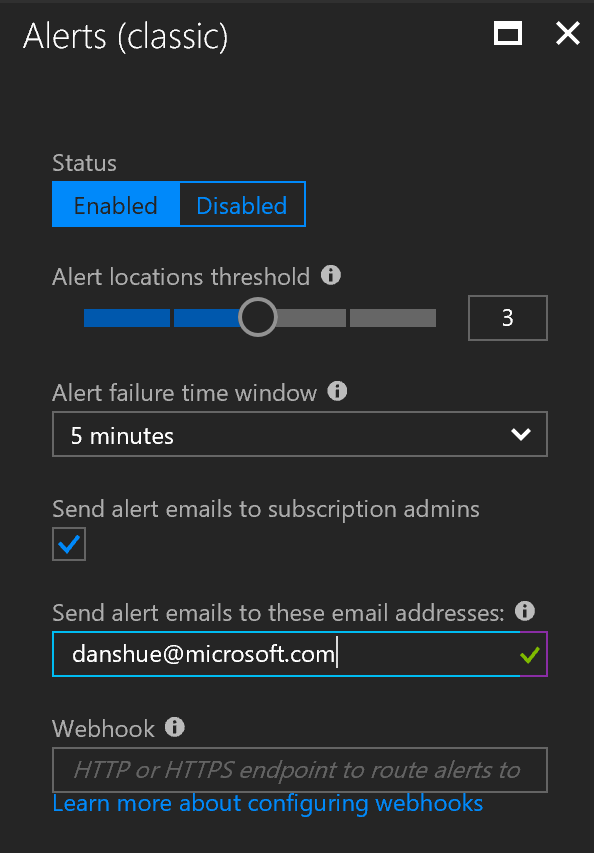 Alerts (classic)
Status
Enabled Disabled
Alert locations threshold
3
Alert failure time window
5 minutes
Send alert emails to subscription admins
Send alert emails to these email addresses:
danshue@microsoft.com
Webhook
HTTP or HTTPS endpoint to route alerts to
Learn more about configuring webhooks